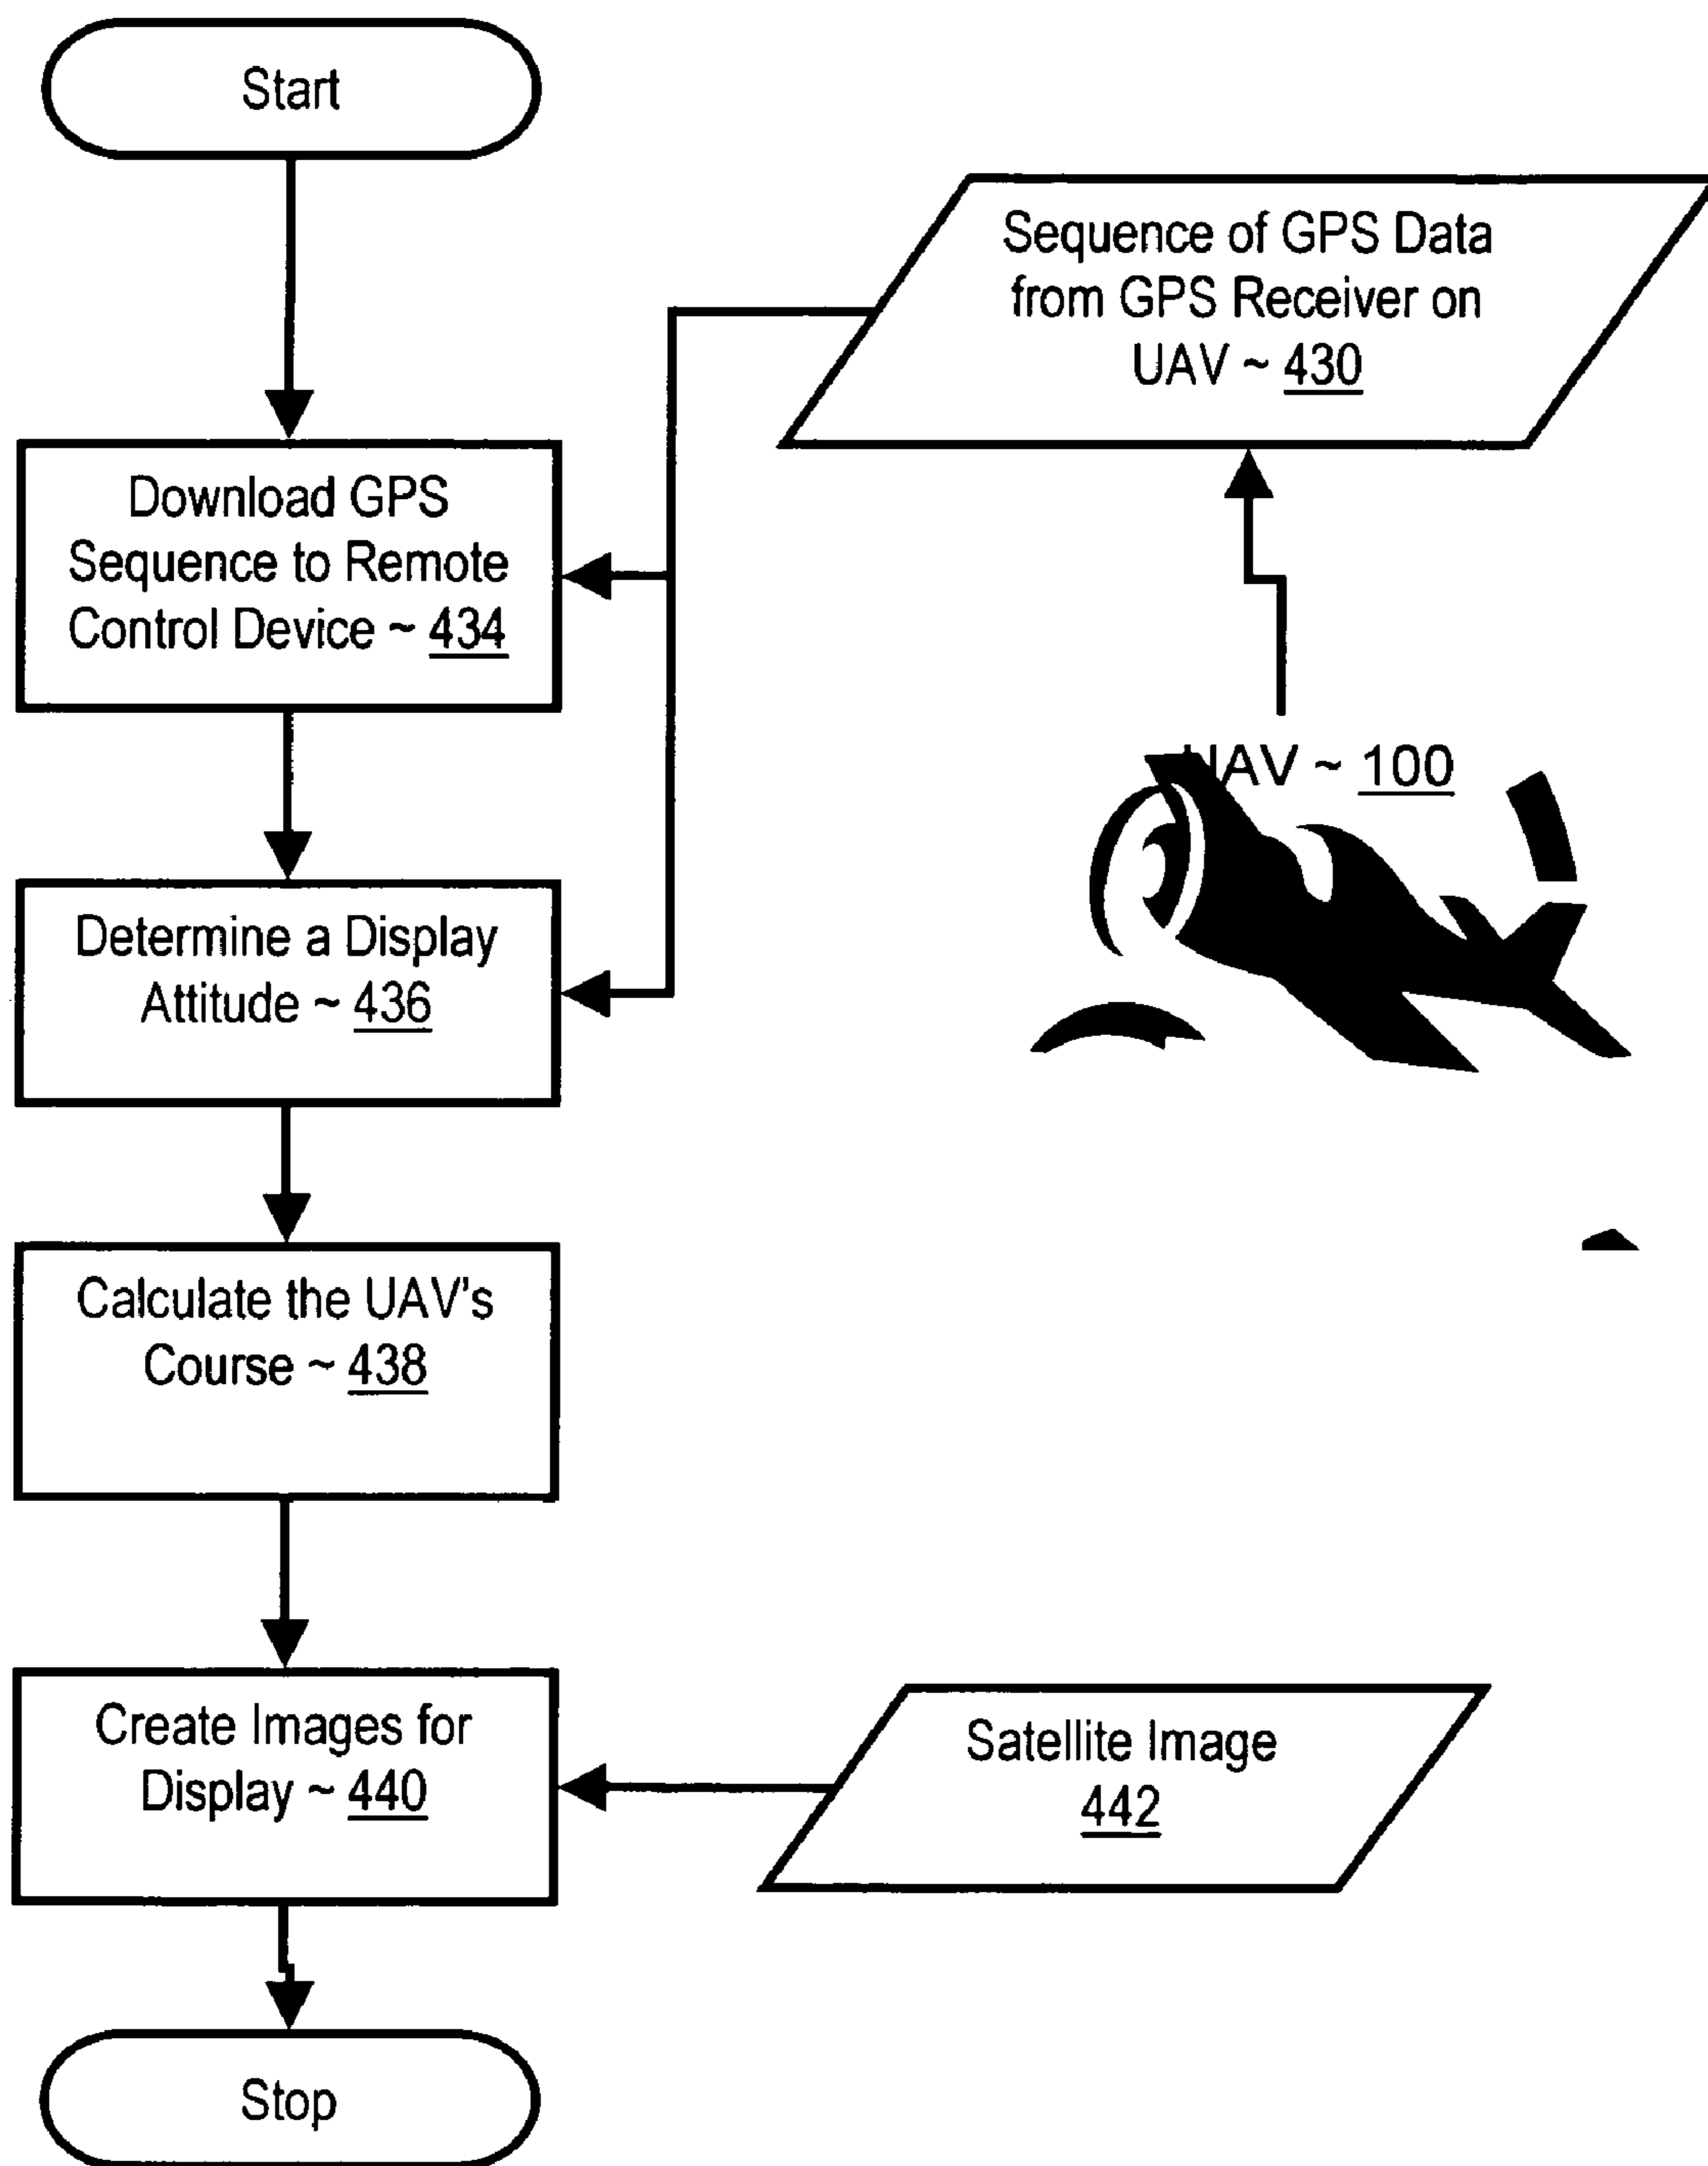 Start
Sequence of GPS Data
from GPS Receiver on
UAV ~ 430
Download GPS
Sequence to Remote
Control Device ~ 434
UAV ~ 100
Determine a Display
Attitude ~ 436
Calculate the UAV's
Course ~ 438
Create Images for
Display ~ 440
Satellite Image
442
Stop